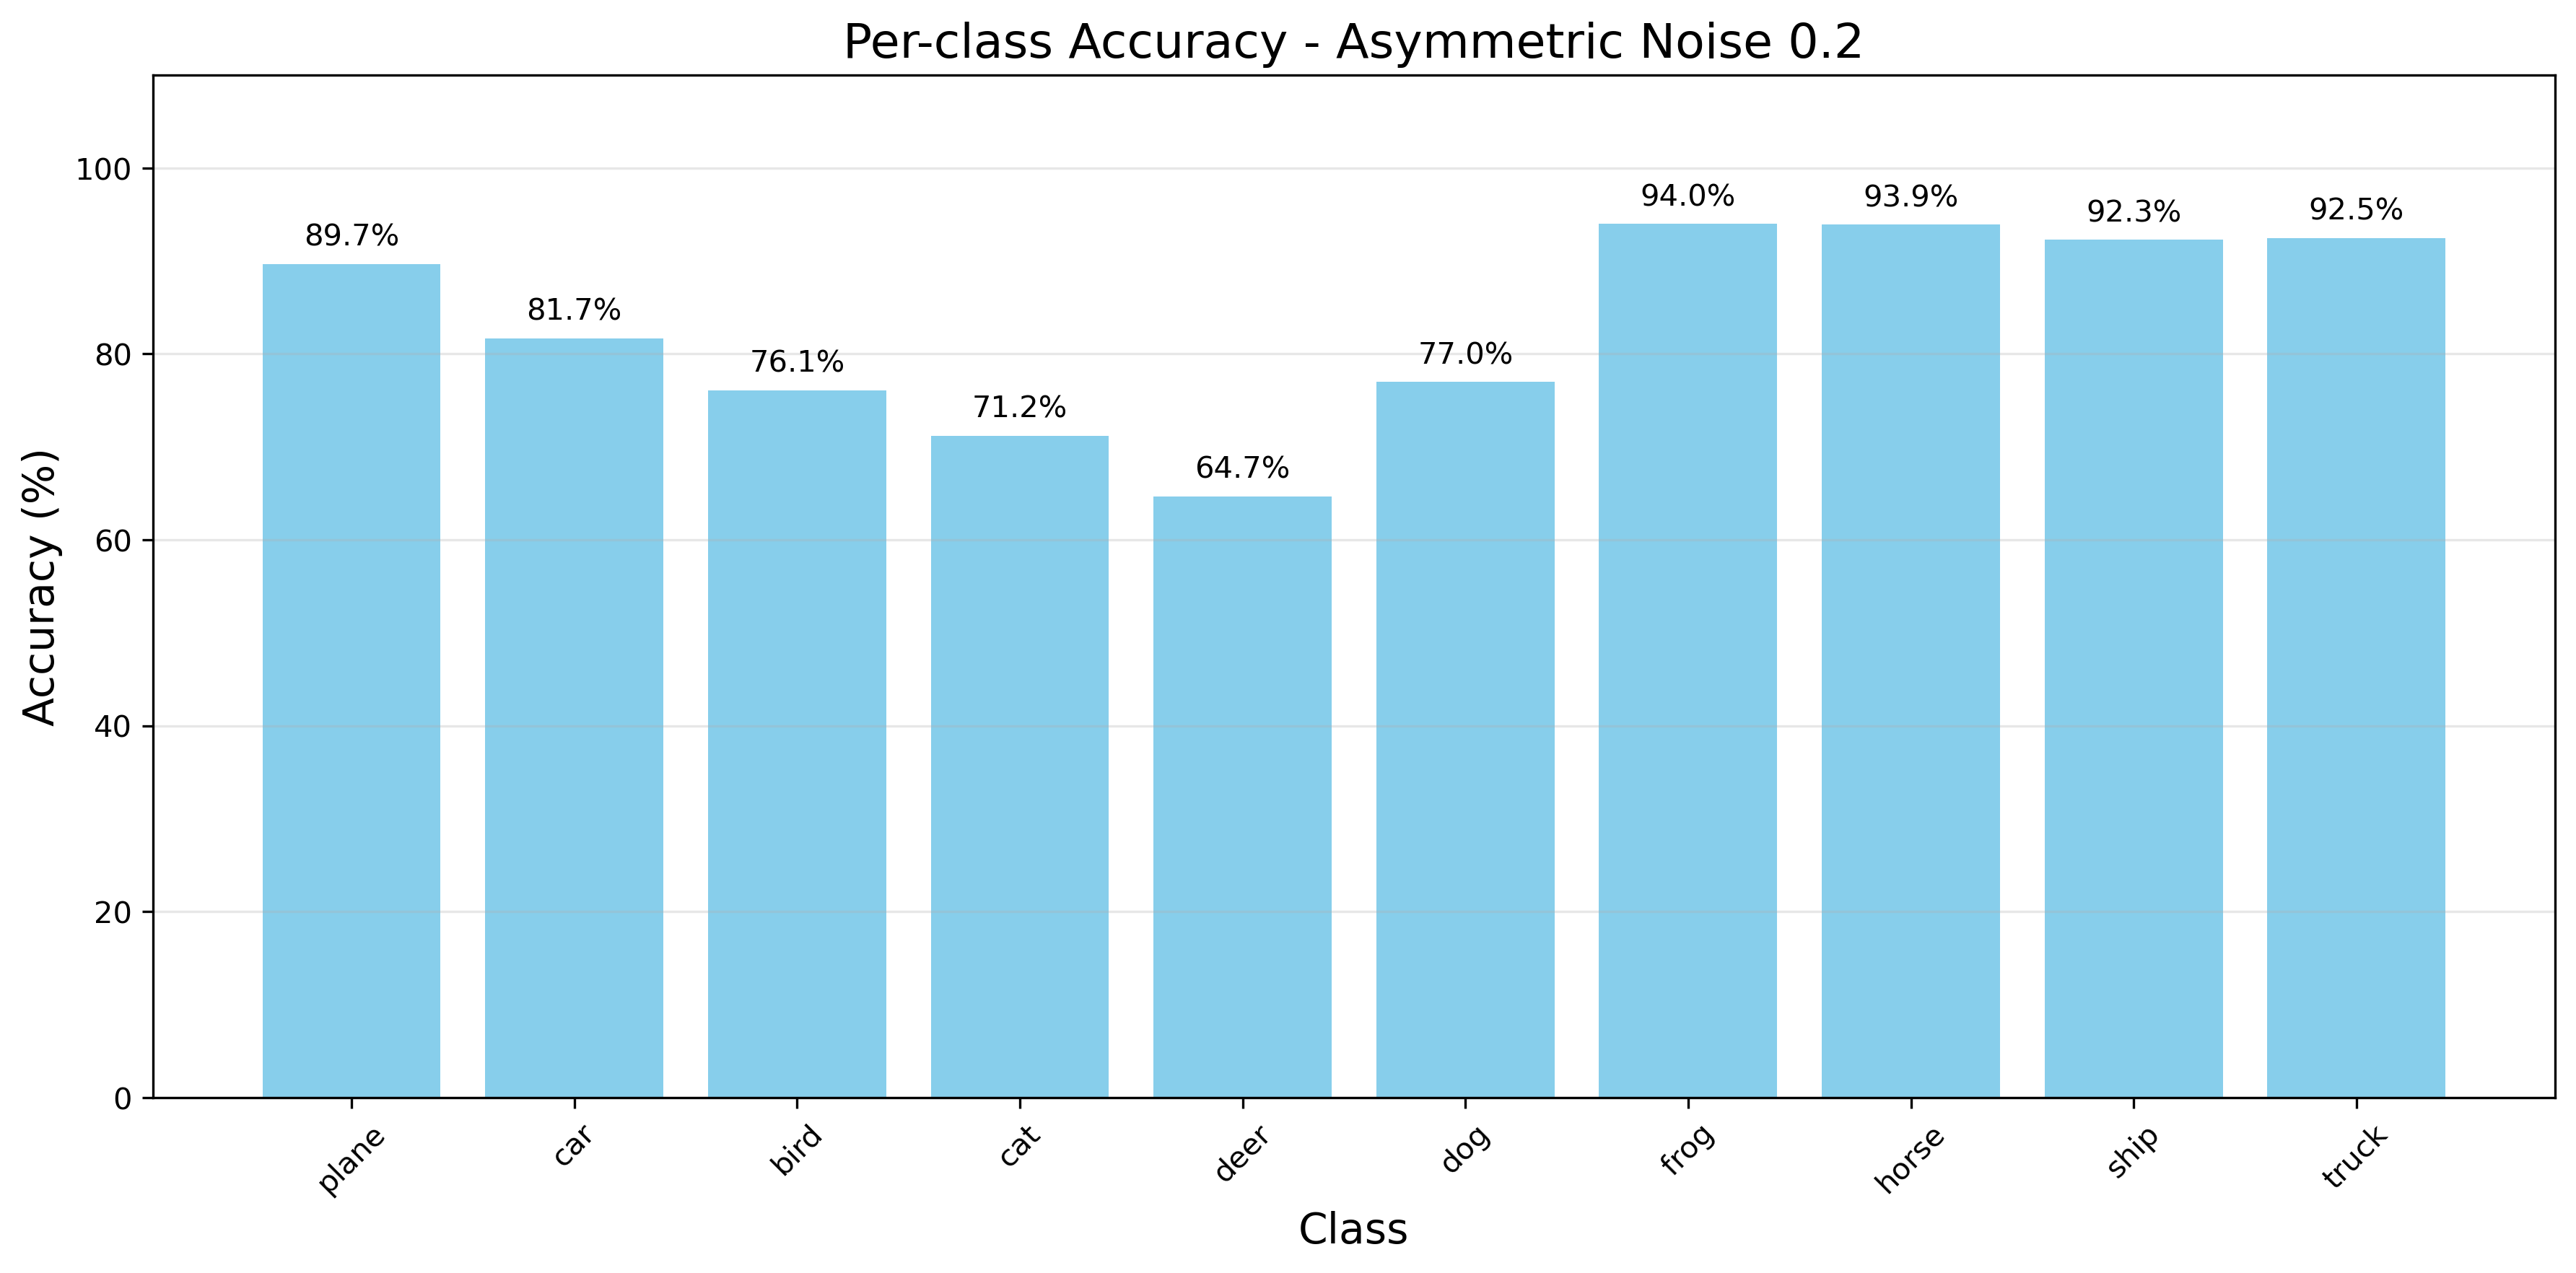 Per-class Accuracy - Asymmetric Noise 0.2
Accuracy (%)
100
80
60
40
20
0
89.7%
81.7%
76.1%
71.2%
64.7%
77.0%
94.0%
93.9%
92.3%
92.5%
plane
car
bird
cat
deer
dog
frog
horse
ship
truck
Class